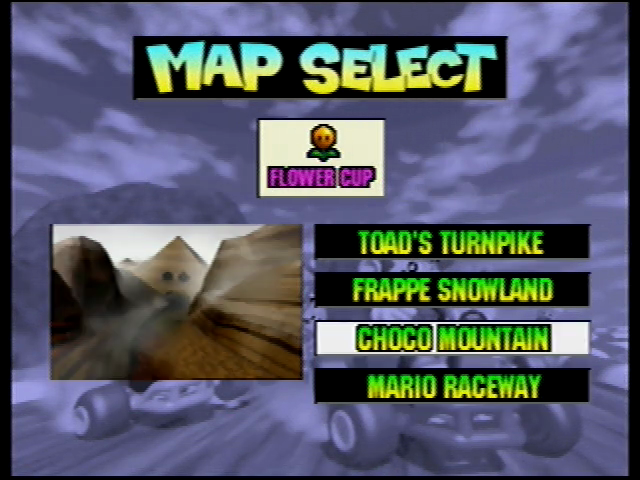 MAP SELECT
FLOWER CUP
TOAD'S TURNPIKE
FRAPPE SNOWLAND
CHOCO MOUNTAIN
MARIO RACEWAY